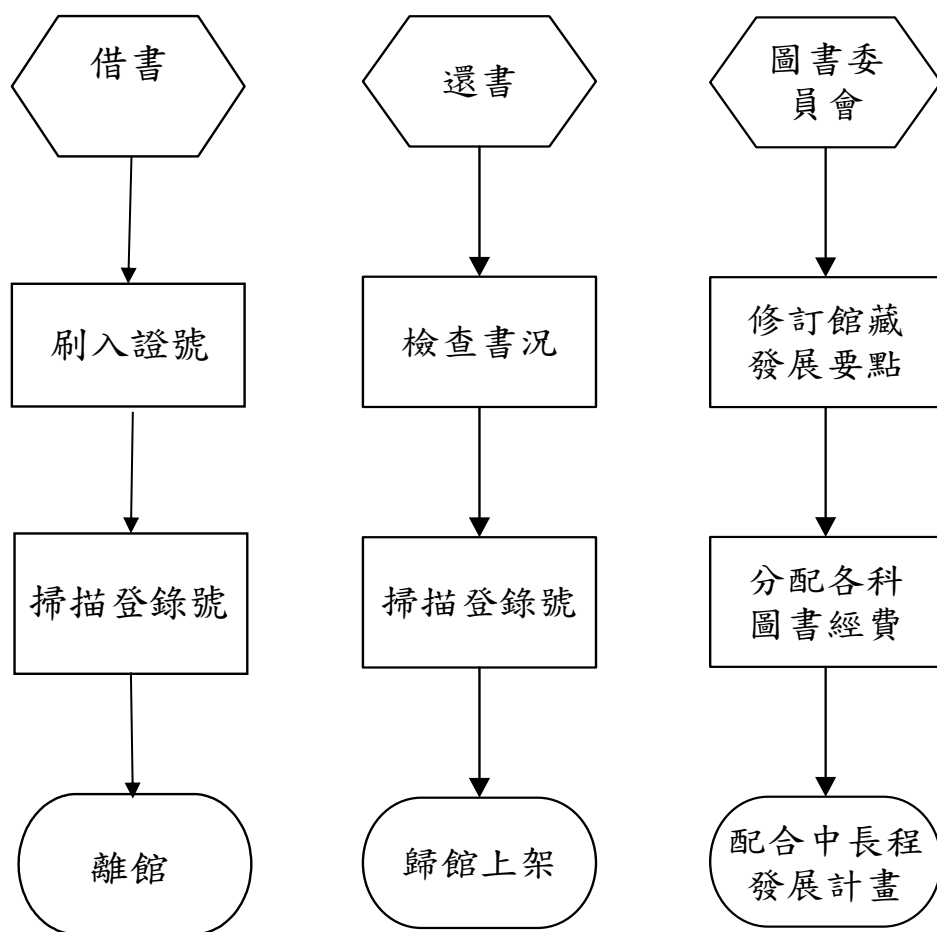 借書
刷入證號
掃描登錄號
離館
還書
檢查書況
掃描登錄號
歸館上架
圖書委
員會
修訂館藏
發展要點
分配各科
圖書經費
配合中長程
發展計畫